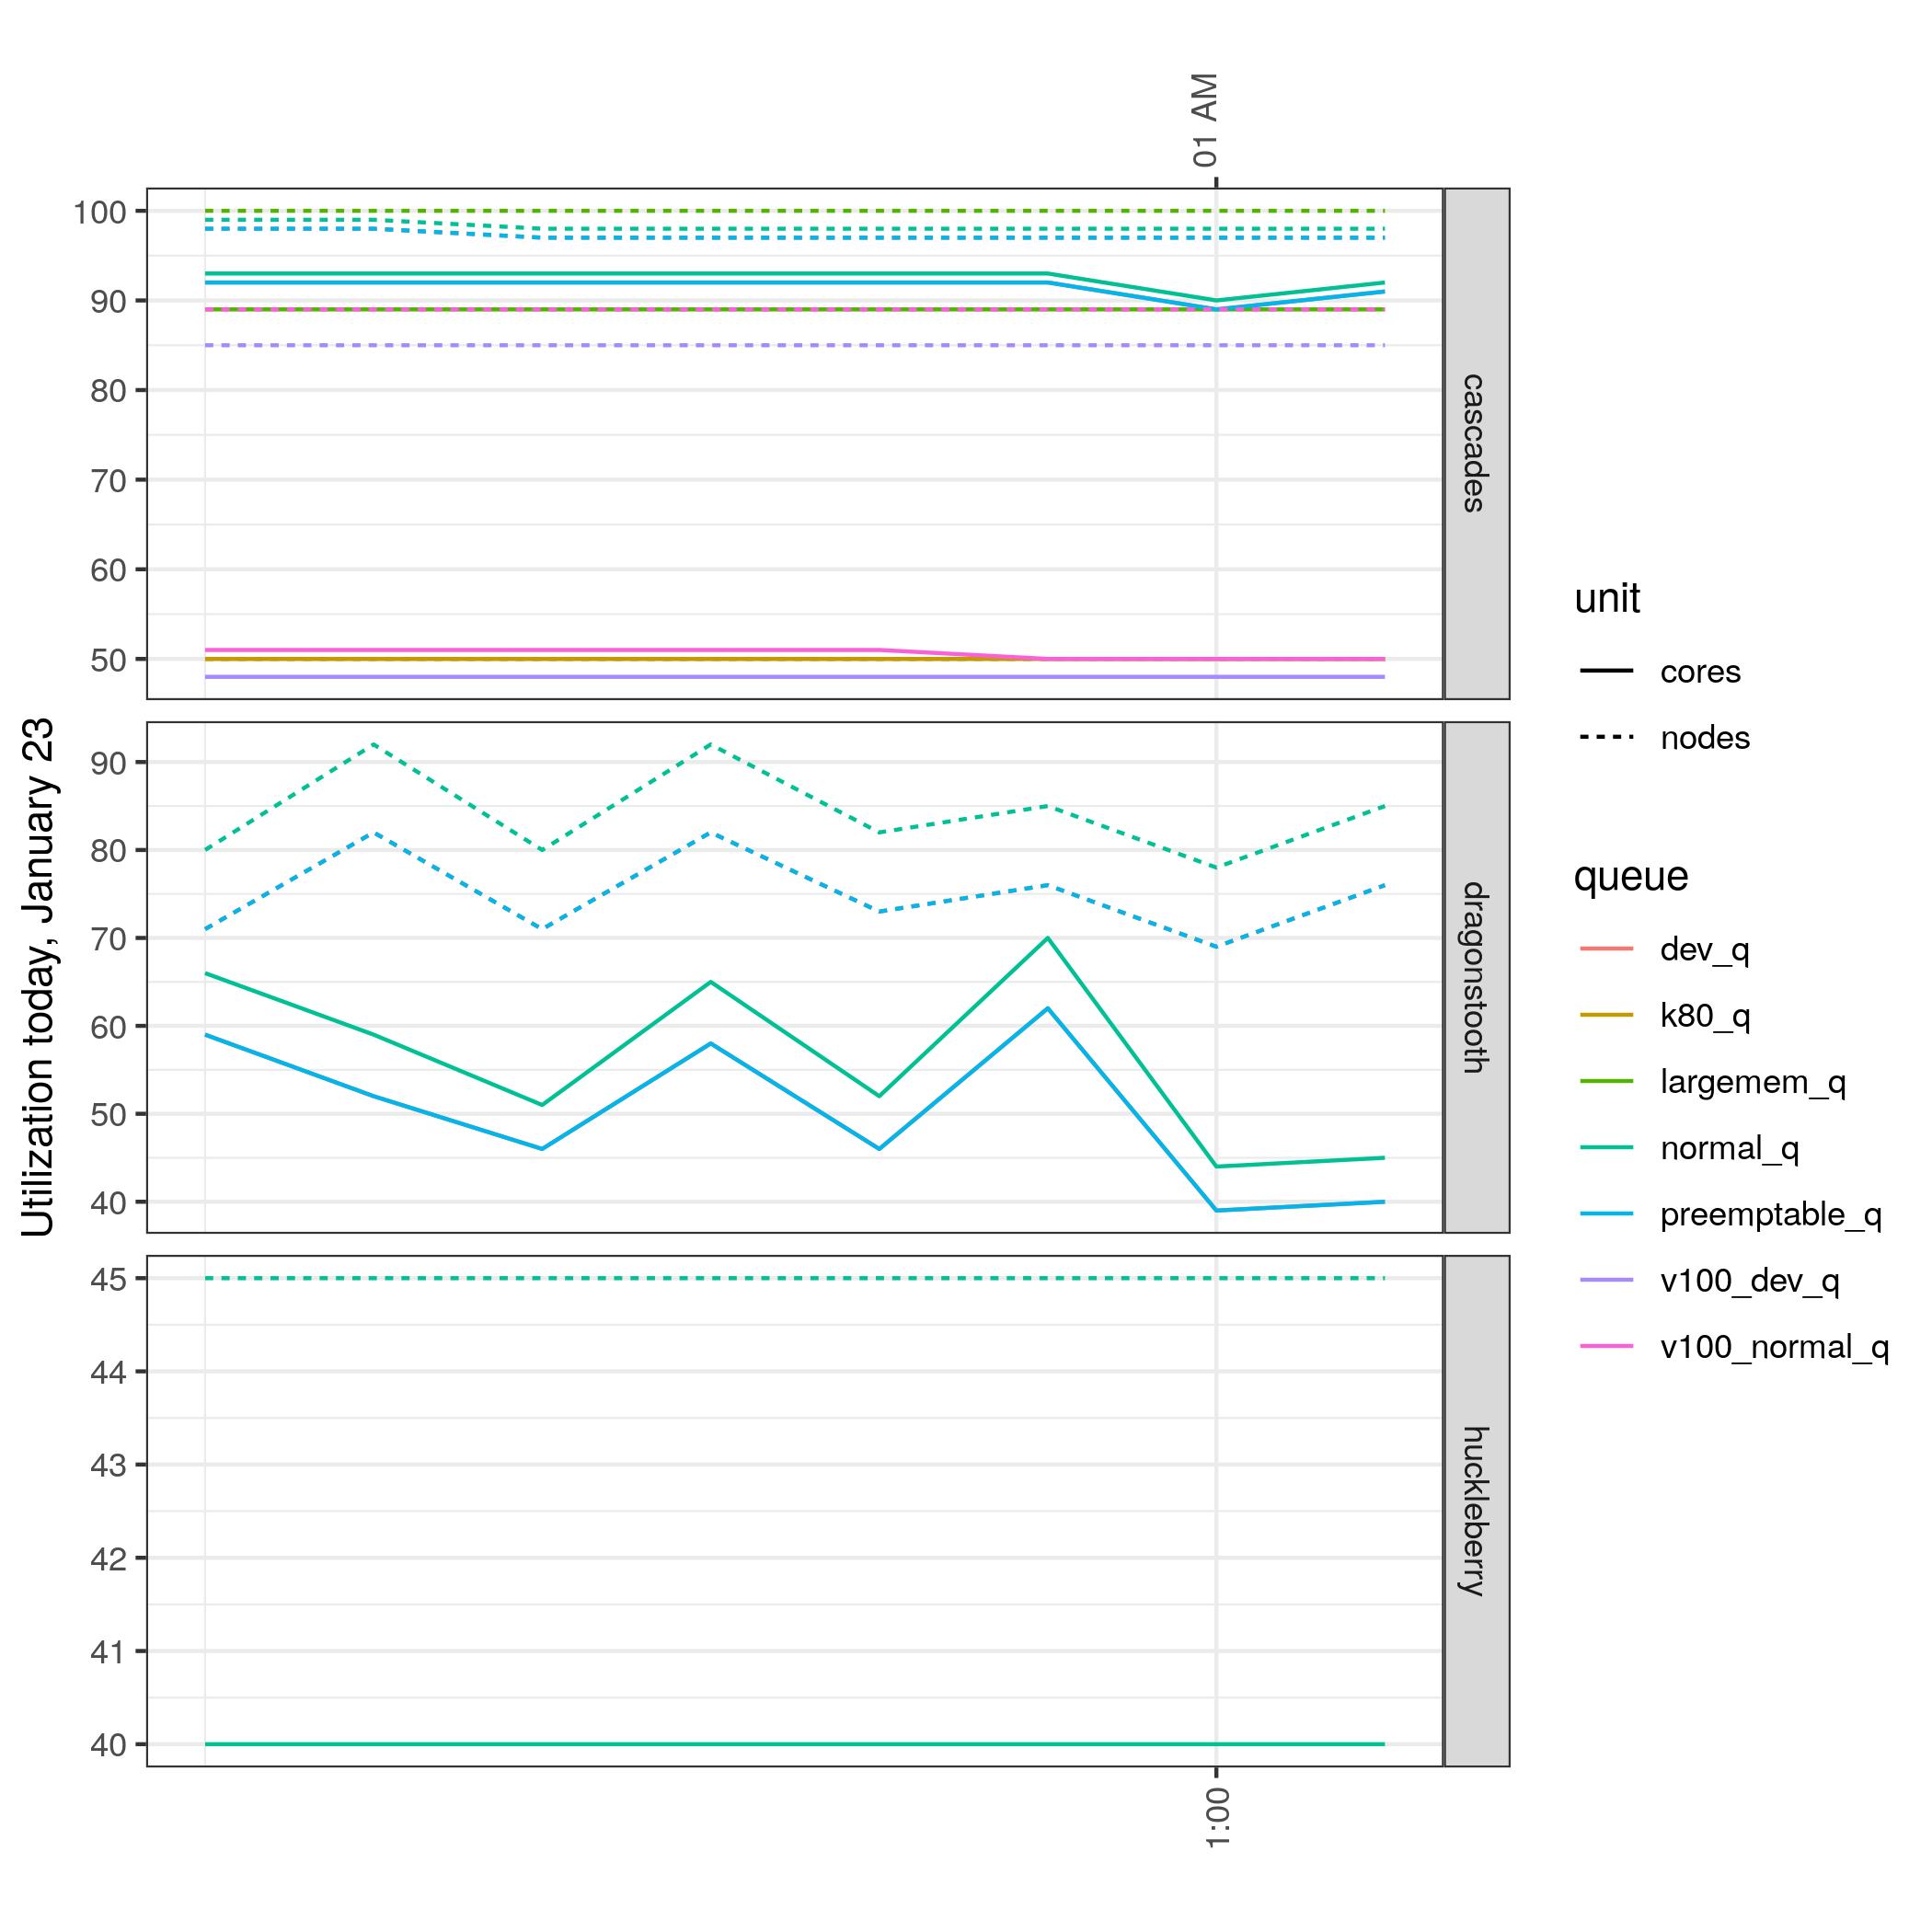 01 AM
Utilization today, January 23
100
90
80
70
60
50
cascades
90
80
70
60
50
40
dragonstooth
45
44
43
42
41
40
huckleberry
1:00
unit
cores
nodes
queue
dev_q
k80_q
largemem_q
normal_q
preemptable_q
v100_dev_q
v100_normal_q